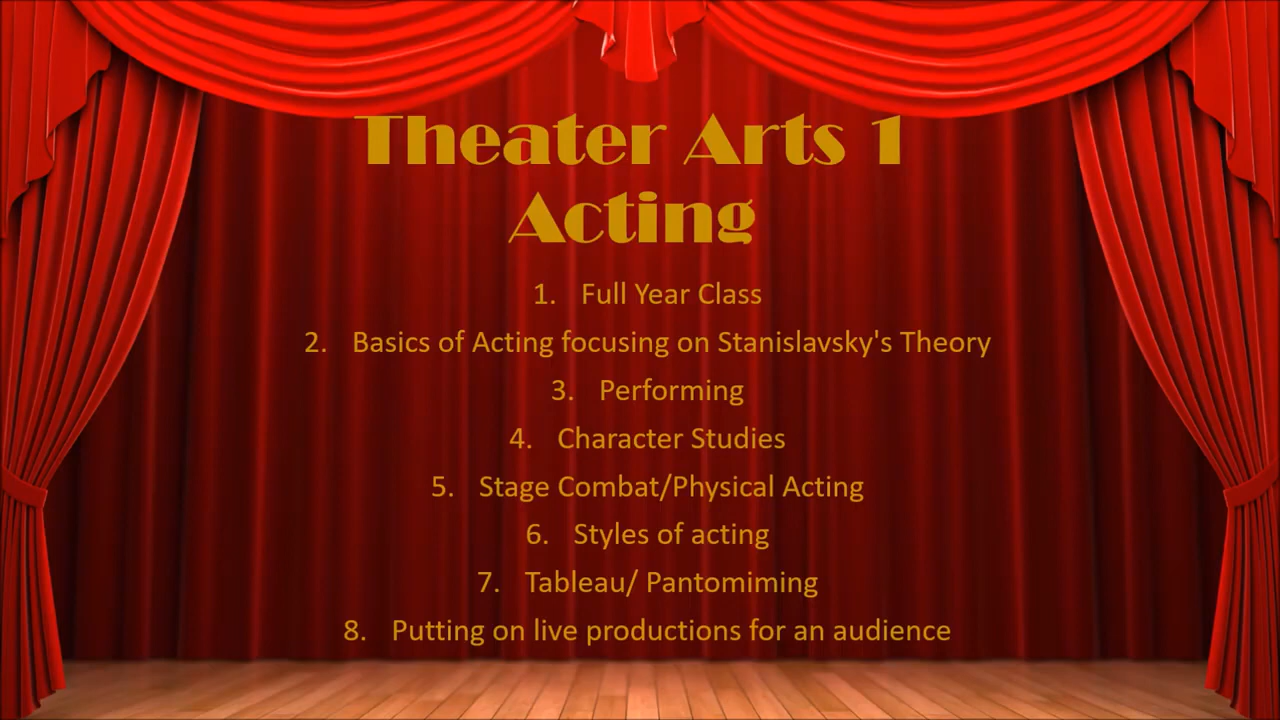 Theater Arts 1
Acting
1. Full Year Class
2. Basics of Acting focusing on Stanislavsky's Theory
3. Performing
4. Character Studies
5. Stage Combat/Physical Acting
6. Styles of acting
7. Tableau/ Pantomiming
8. Putting on live productions for an audience